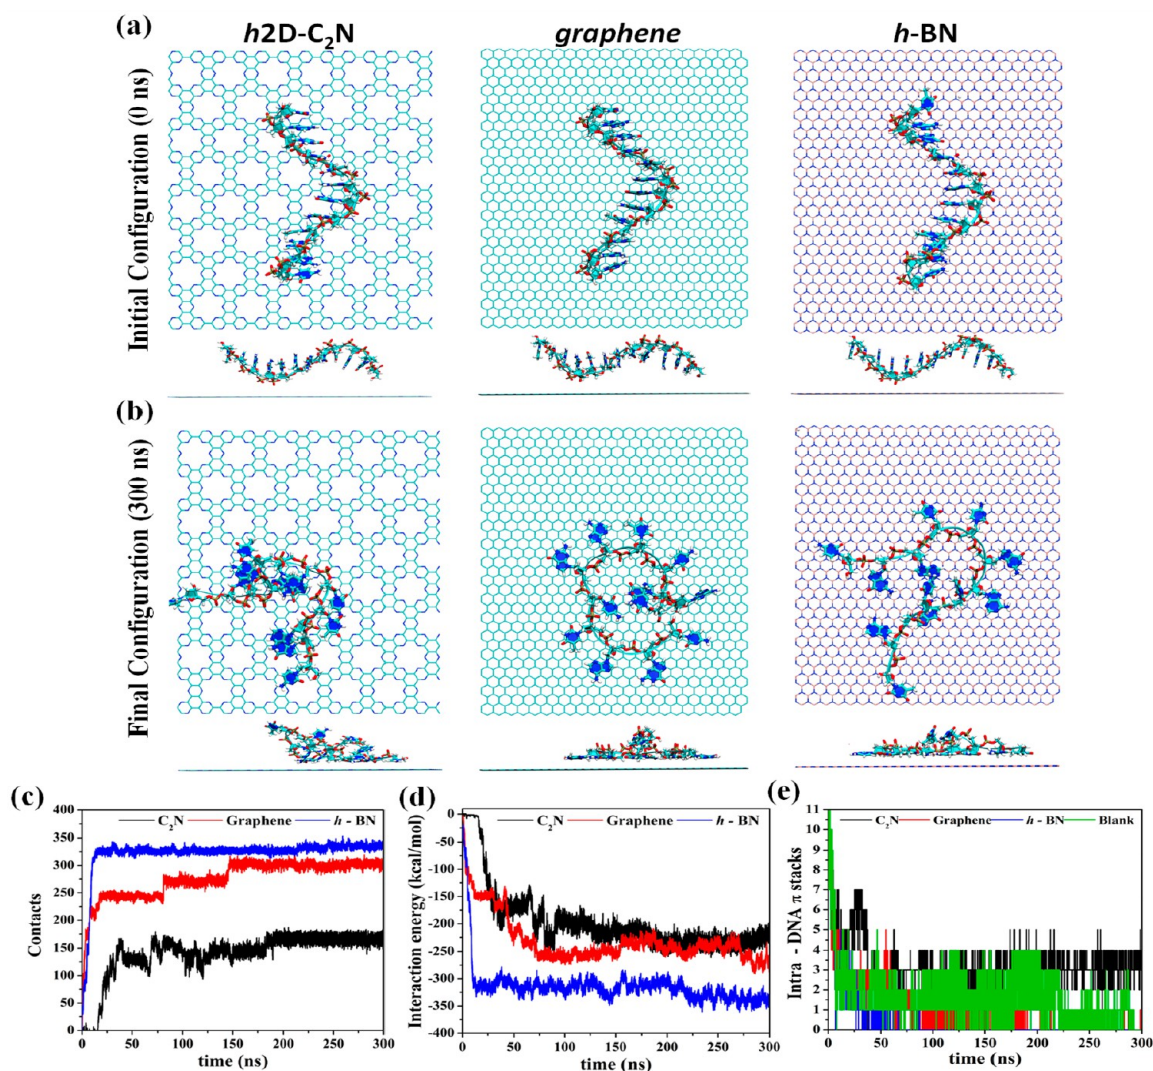 (a)
h2D-C₂N graphene h-BN
Initial Configuration (0 ns)
(b)
Final Configuration (300 ns)
(c)
C₂N Graphene h - BN
Contacts
400
350
300
250
200
150
100
50
0
0 50 100 150 200 250 300
time (ns)
(d)
C₂N Graphene h - BN
Interaction energy (kcal/mol)
0
-50
-100
-150
-200
-250
-300
-350
-400
0 50 100 150 200 250 300
time (ns)
(e)
C₂N Graphene h - BN Blank
Intra - DNA π stacks
11
10
9
8
7
6
5
4
3
2
1
0
0 50 100 150 200 250 300
time (ns)